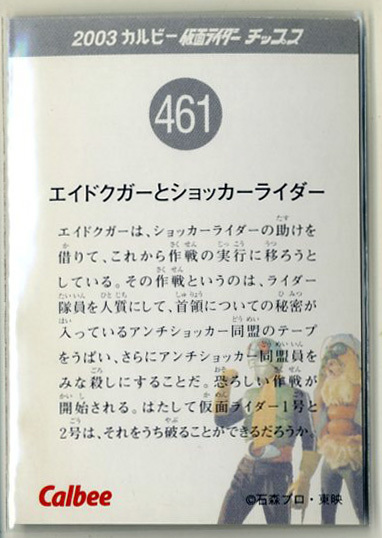 2003 カルビー 仮面ライダー チップス
461
エイドクガーとショッカーライダー
エイドクガーは、ショッカーライダーの助けを
借りて、これから作戦の実行に移ろうと
している。その作戦というのは、ライダー
隊員を人質にして、首領についての秘密が
入っているアンチショッカー同盟のテープ
をうばい、さらにアンチショッカー同盟員を
みな殺しにすることだ。恐ろしい作戦が
開始される。はたして仮面ライダー1号と
2号は、それをうち破ることができるだろうか。
Calbee
©石森プロ・東映